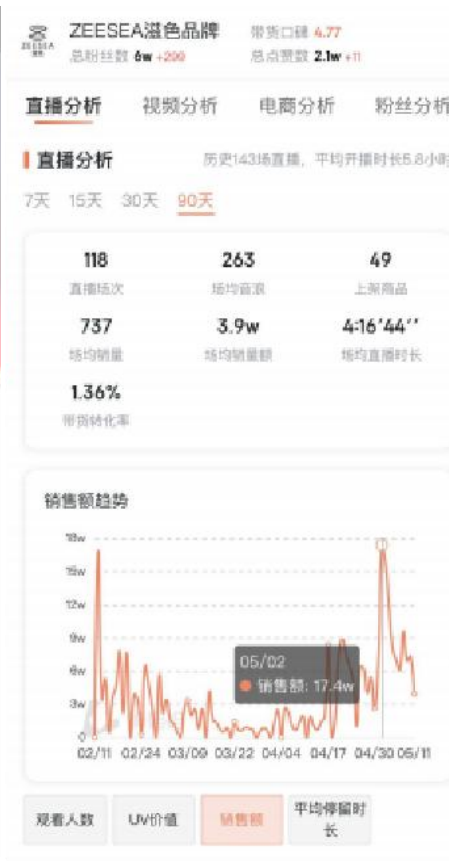 ZEESEA滋色品牌 带货口碑 4.77
ZEESEA
总粉丝数 6w +299 总点赞数 2.1w +11
直播分析 视频分析 电商分析 粉丝分析
直播分析 历史143场直播，平均开播时长5.8小时
7天 15天 30天 90天
118 263 49
直播场次 场均音浪 上架商品
737 3.9w 4:16'44''
场均销量 场均销量额 场均直播时长
1.36%
带货转化率
销售额趋势
18w
15w
12w
9w
6w
3w
0
05/02
销售额: 17.4w
02/11 02/24 03/09 03/22 04/04 04/17 04/30 05/11
观看人数 UV价值 销售额 平均停留时
长